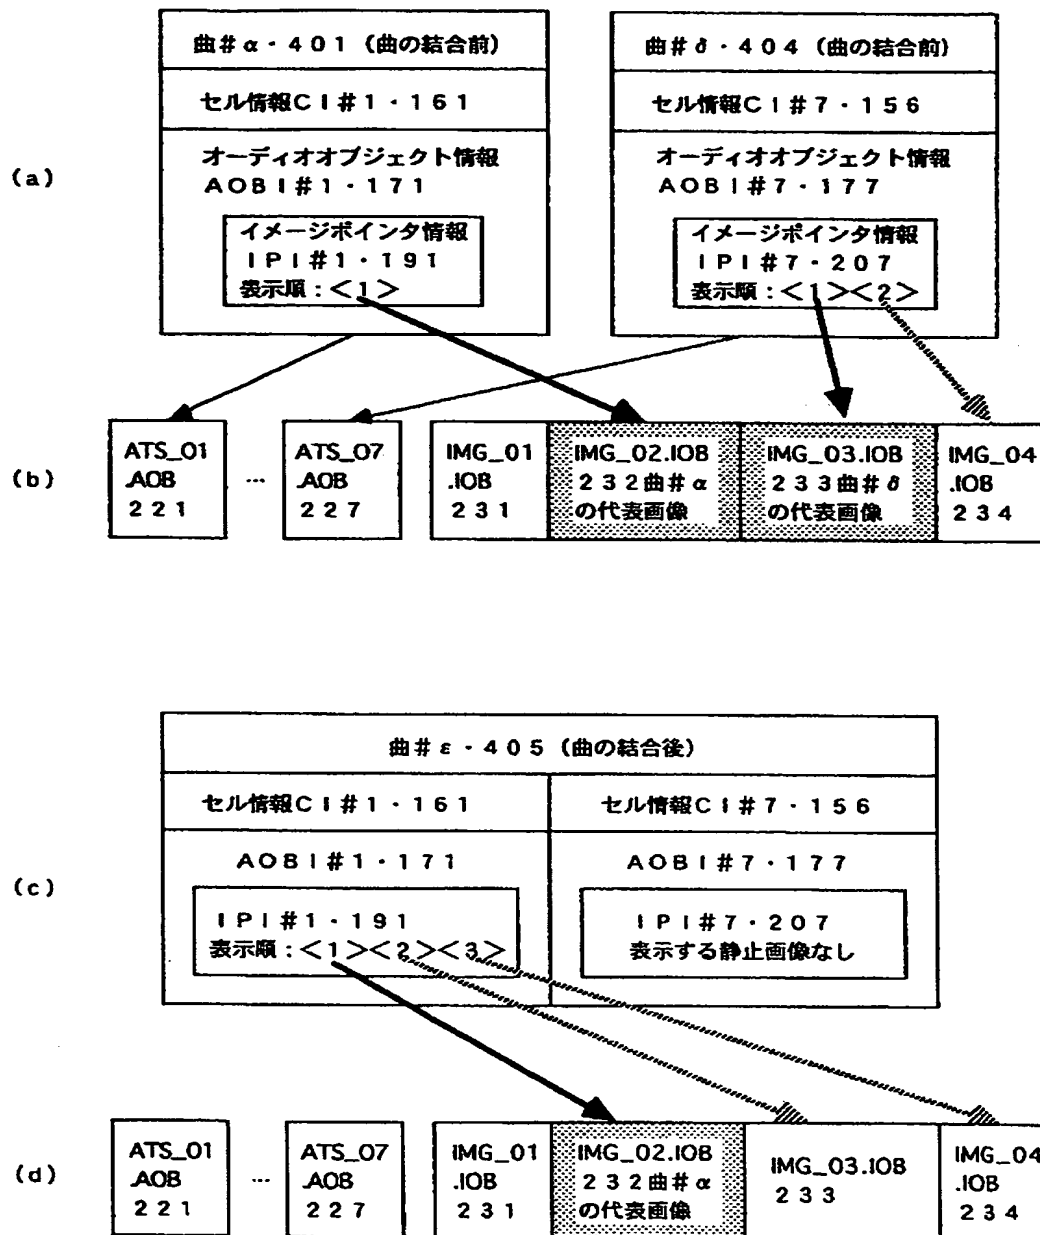 曲#α・401(曲の結合前)
セル情報CI#1・161
オーディオオブジェクト情報
AOBI#1・171
イメージポインタ情報
IPI#1・191
表示順:<1>
曲#δ・404(曲の結合前)
セル情報CI#7・156
オーディオオブジェクト情報
AOBI#7・177
イメージポインタ情報
IPI#7・207
表示順:<1><2>
(a)
(b)
ATS_01
.AOB
221
...
ATS_07
.AOB
227
IMG_01
.IOB
231
IMG_02.IOB
232曲#α
の代表画像
IMG_03.IOB
233曲#δ
の代表画像
IMG_04
.IOB
234
曲#ε・405(曲の結合後)
セル情報CI#1・161
セル情報CI#7・156
(c)
AOBI#1・171
IPI#1・191
表示順:<1><2><3>
AOBI#7・177
IPI#7・207
表示する静止画像なし
(d)
ATS_01
.AOB
221
...
ATS_07
.AOB
227
IMG_01
.IOB
231
IMG_02.IOB
232曲#α
の代表画像
IMG_03.IOB
233
IMG_04
.IOB
234